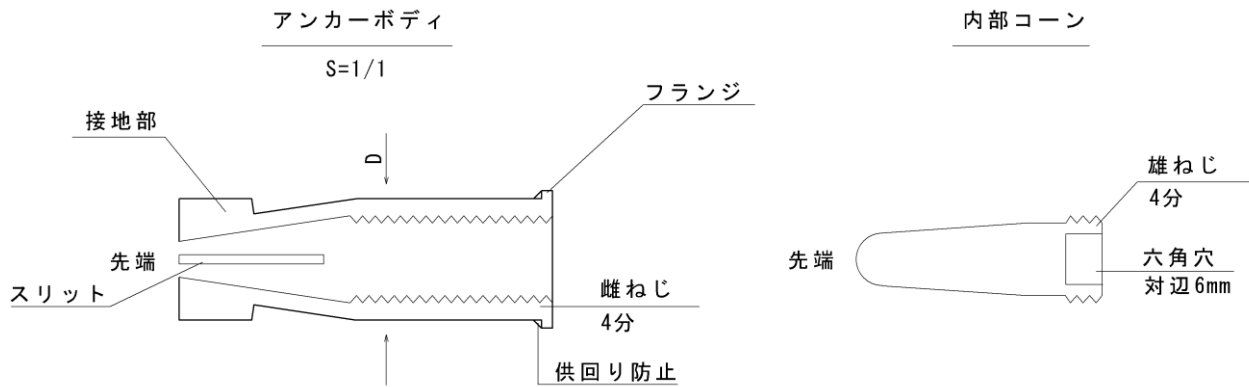 アンカーボディ
S=1/1
内部コーン
フランジ
接地部
D
雄ねじ
4分
先端
先端
六角穴
対辺6mm
スリット
雌ねじ
4分
供回り防止